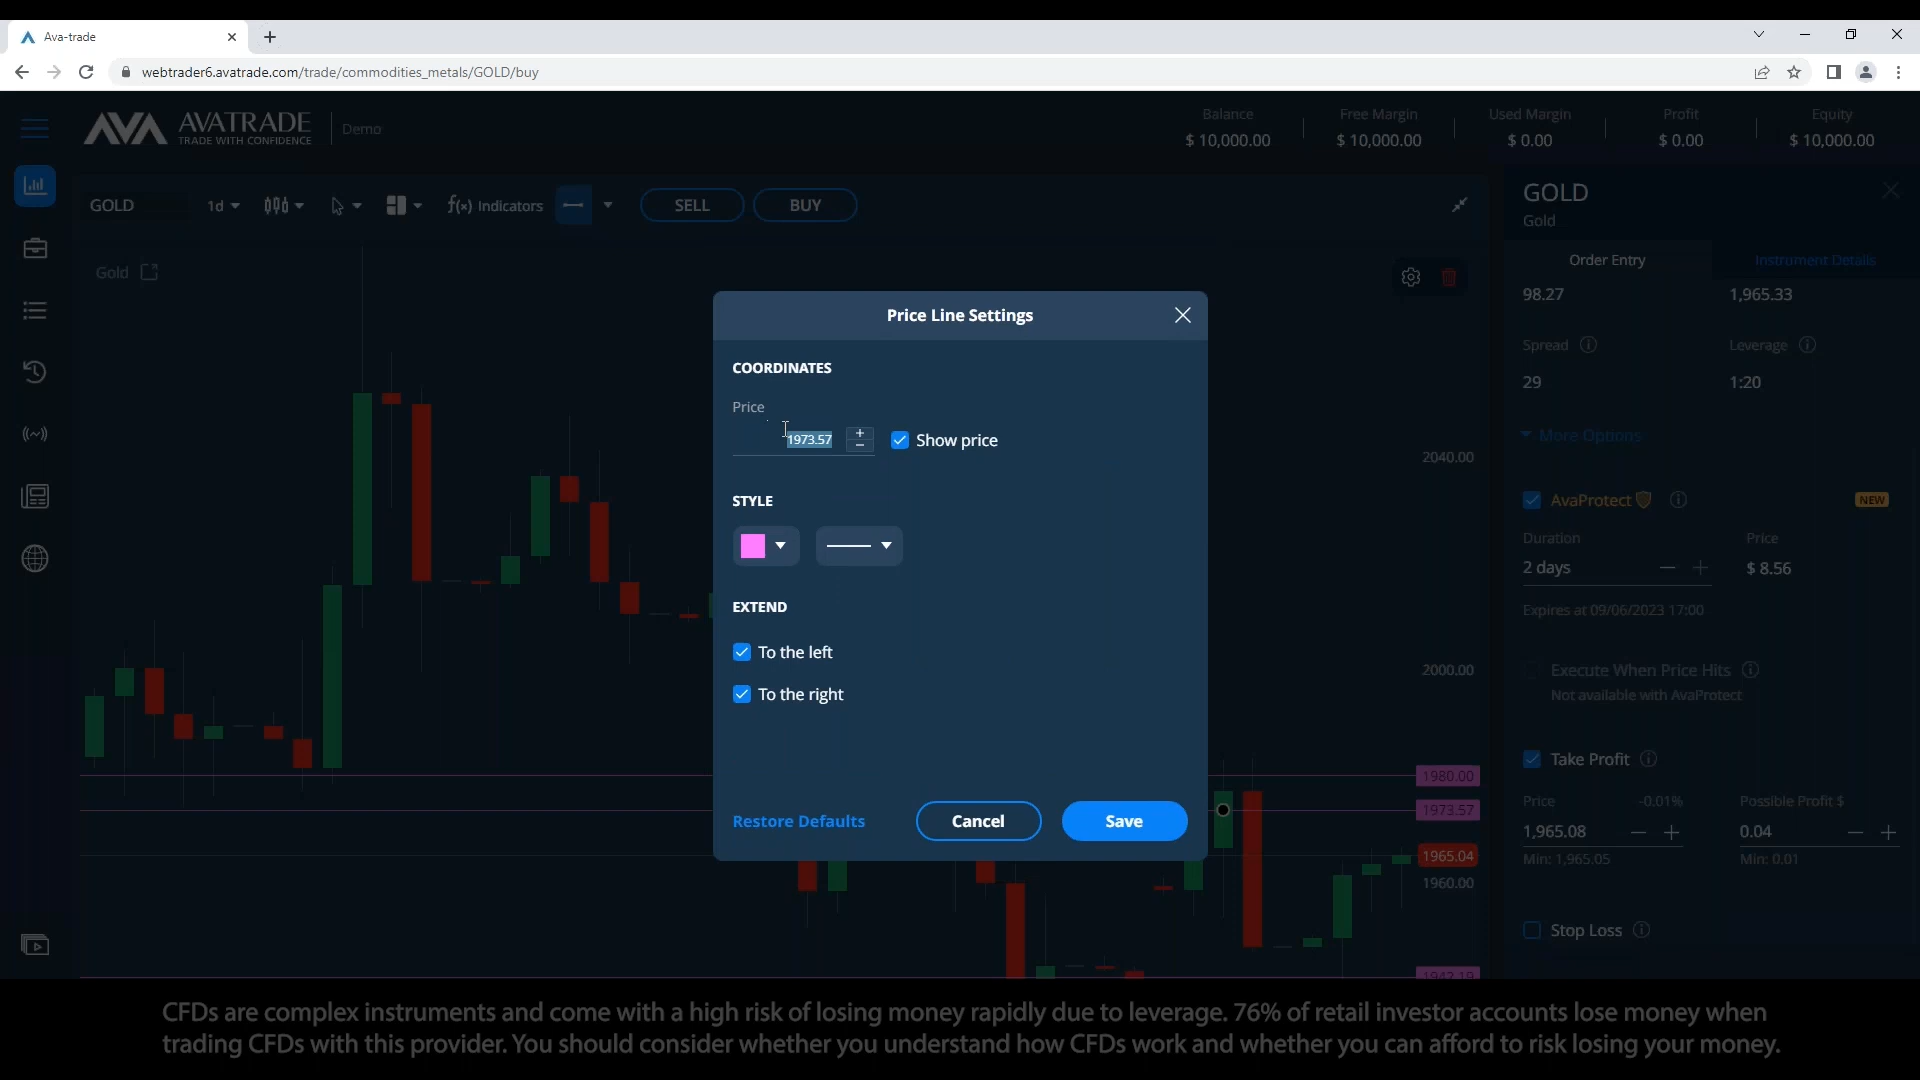 Ava-trade
webtrader6.avatrade.com/trade/commodities_metals/GOLD/buy
AVA AVATRADE TRADE WITH CONFIDENCE Demo
Balance Free Margin Used Margin Profit Equity
$ 10,000.00 $ 10,000.00 $ 0.00 $ 0.00 $ 10,000.00
GOLD 1d f(x) Indicators SELL BUY
Gold
GOLD
Gold
Order Entry Instrument Details
98.27 1,965.33
Spread Leverage
29 1:20
More Options
AvaProtect NEW
Duration Price
2 days $ 8.56
Expires at 09/06/2023 17:00
Execute When Price Hits
Not available with AvaProtect
Take Profit
Price -0.01% Possible Profit $
1,965.08 0.04
Min: 1,965.05 Min: 0.01
Stop Loss
Price Line Settings
COORDINATES
Price
1973.57 Show price
STYLE
EXTEND
To the left
To the right
Restore Defaults Cancel Save
2040.00
2000.00
1980.00
1973.57
1965.04
1960.00
1942.19
CFDs are complex instruments and come with a high risk of losing money rapidly due to leverage. 76% of retail investor accounts lose money when
trading CFDs with this provider. You should consider whether you understand how CFDs work and whether you can afford to risk losing your money.